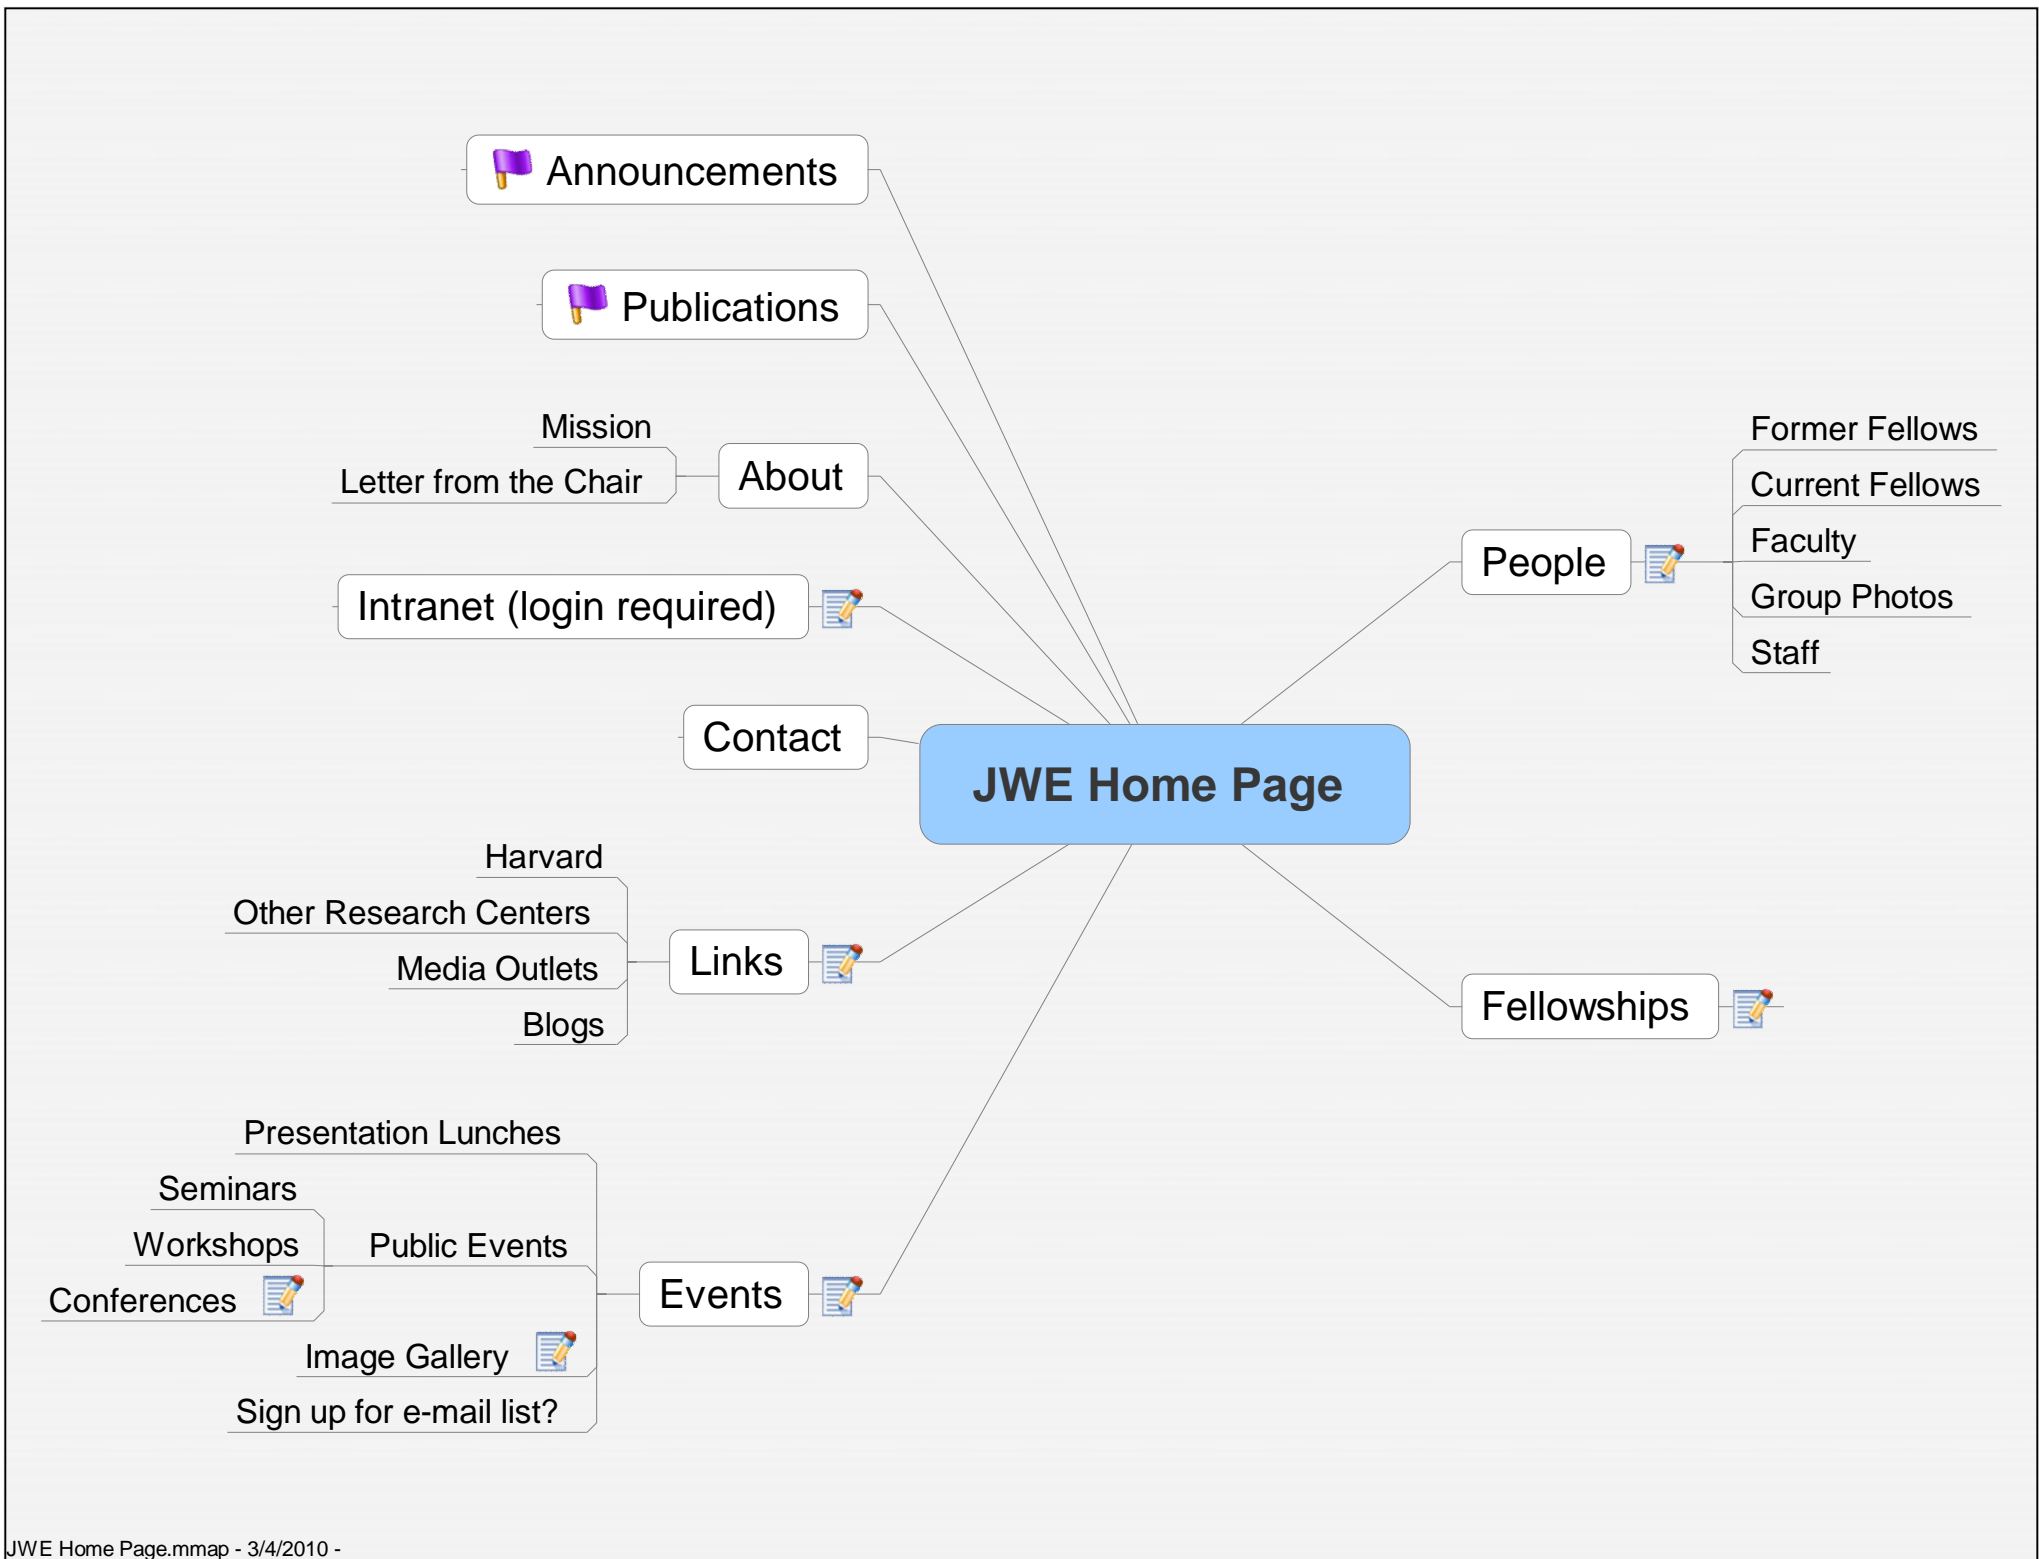 Announcements
Publications
Mission
Letter from the Chair
About
Intranet (login required)
Contact
JWE Home Page
People
Former Fellows
Current Fellows
Faculty
Group Photos
Staff
Fellowships
Harvard
Other Research Centers
Media Outlets
Blogs
Links
Presentation Lunches
Seminars
Workshops
Conferences
Public Events
Image Gallery
Sign up for e-mail list?
Events
JWE Home Page.mmap - 3/4/2010 -